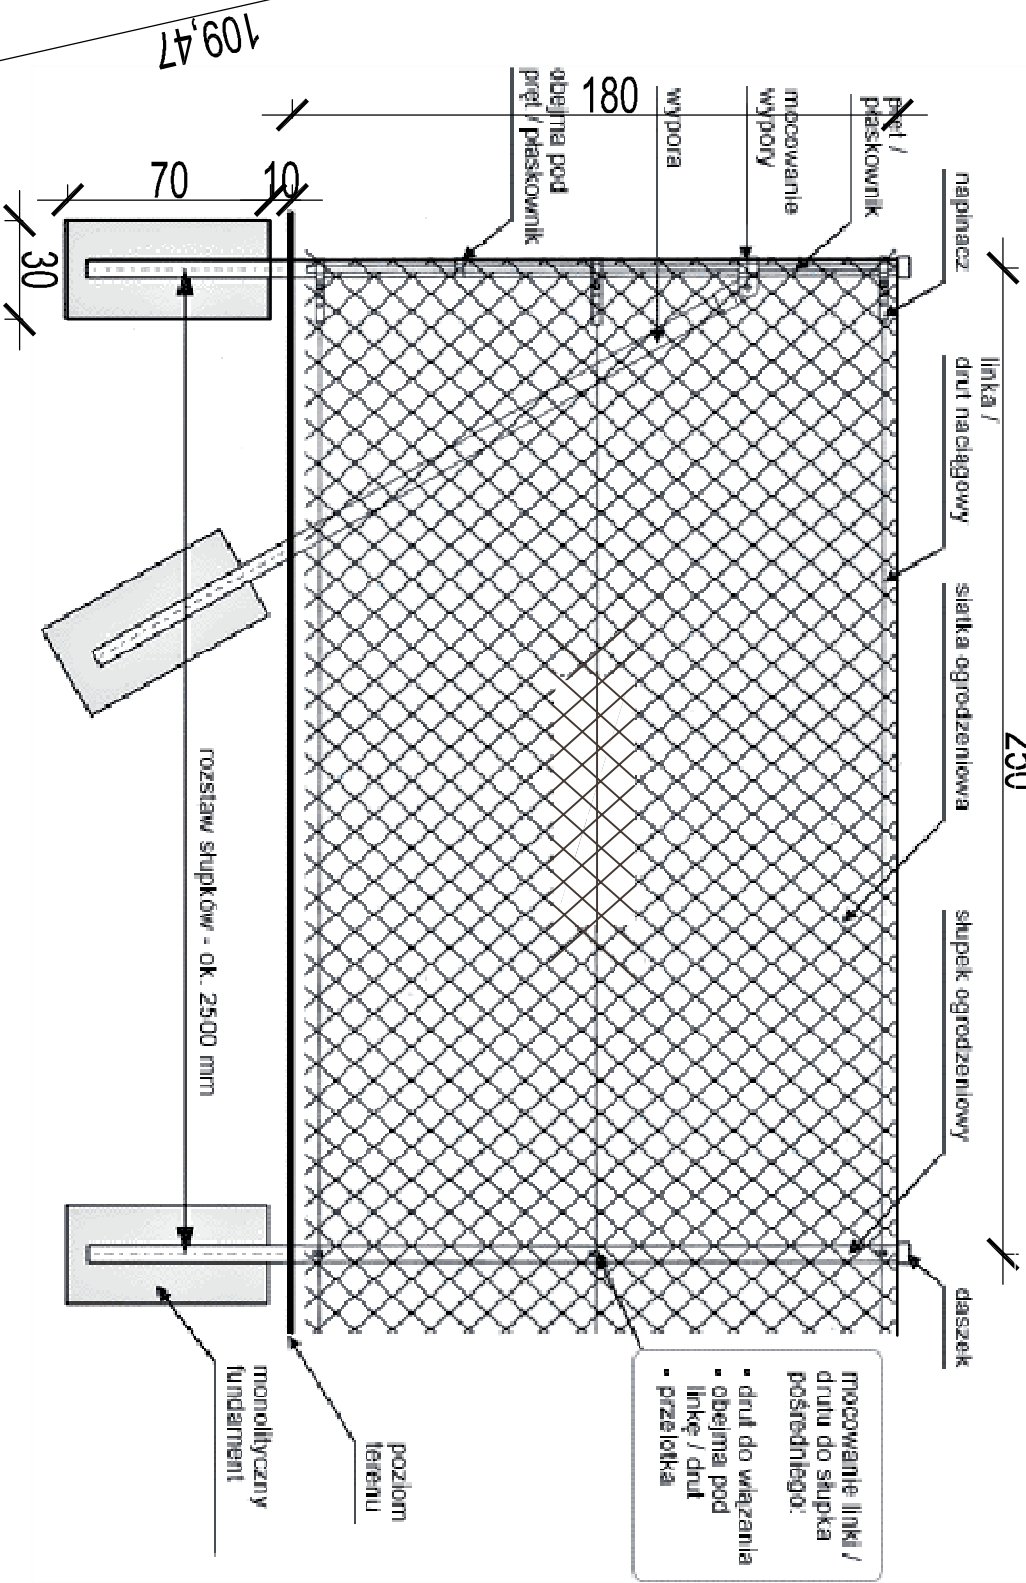 109,47
180
70
10
30
250
obejma pod
pręt / płaskownik
wypora
mocowanie
wypory
pręt /
płaskownik
napinacz
linka /
drut naciągowy
siatka ogrodzeniowa
słupek ogrodzeniowy
daszek
rozstaw słupków - ok. 2500 mm
mocowanie linki /
drutu do słupka
pośredniego:
• drut do wiązania
• obejma pod
linkę / drut
• przelotka
poziom
terenu
monolityczny
fundament